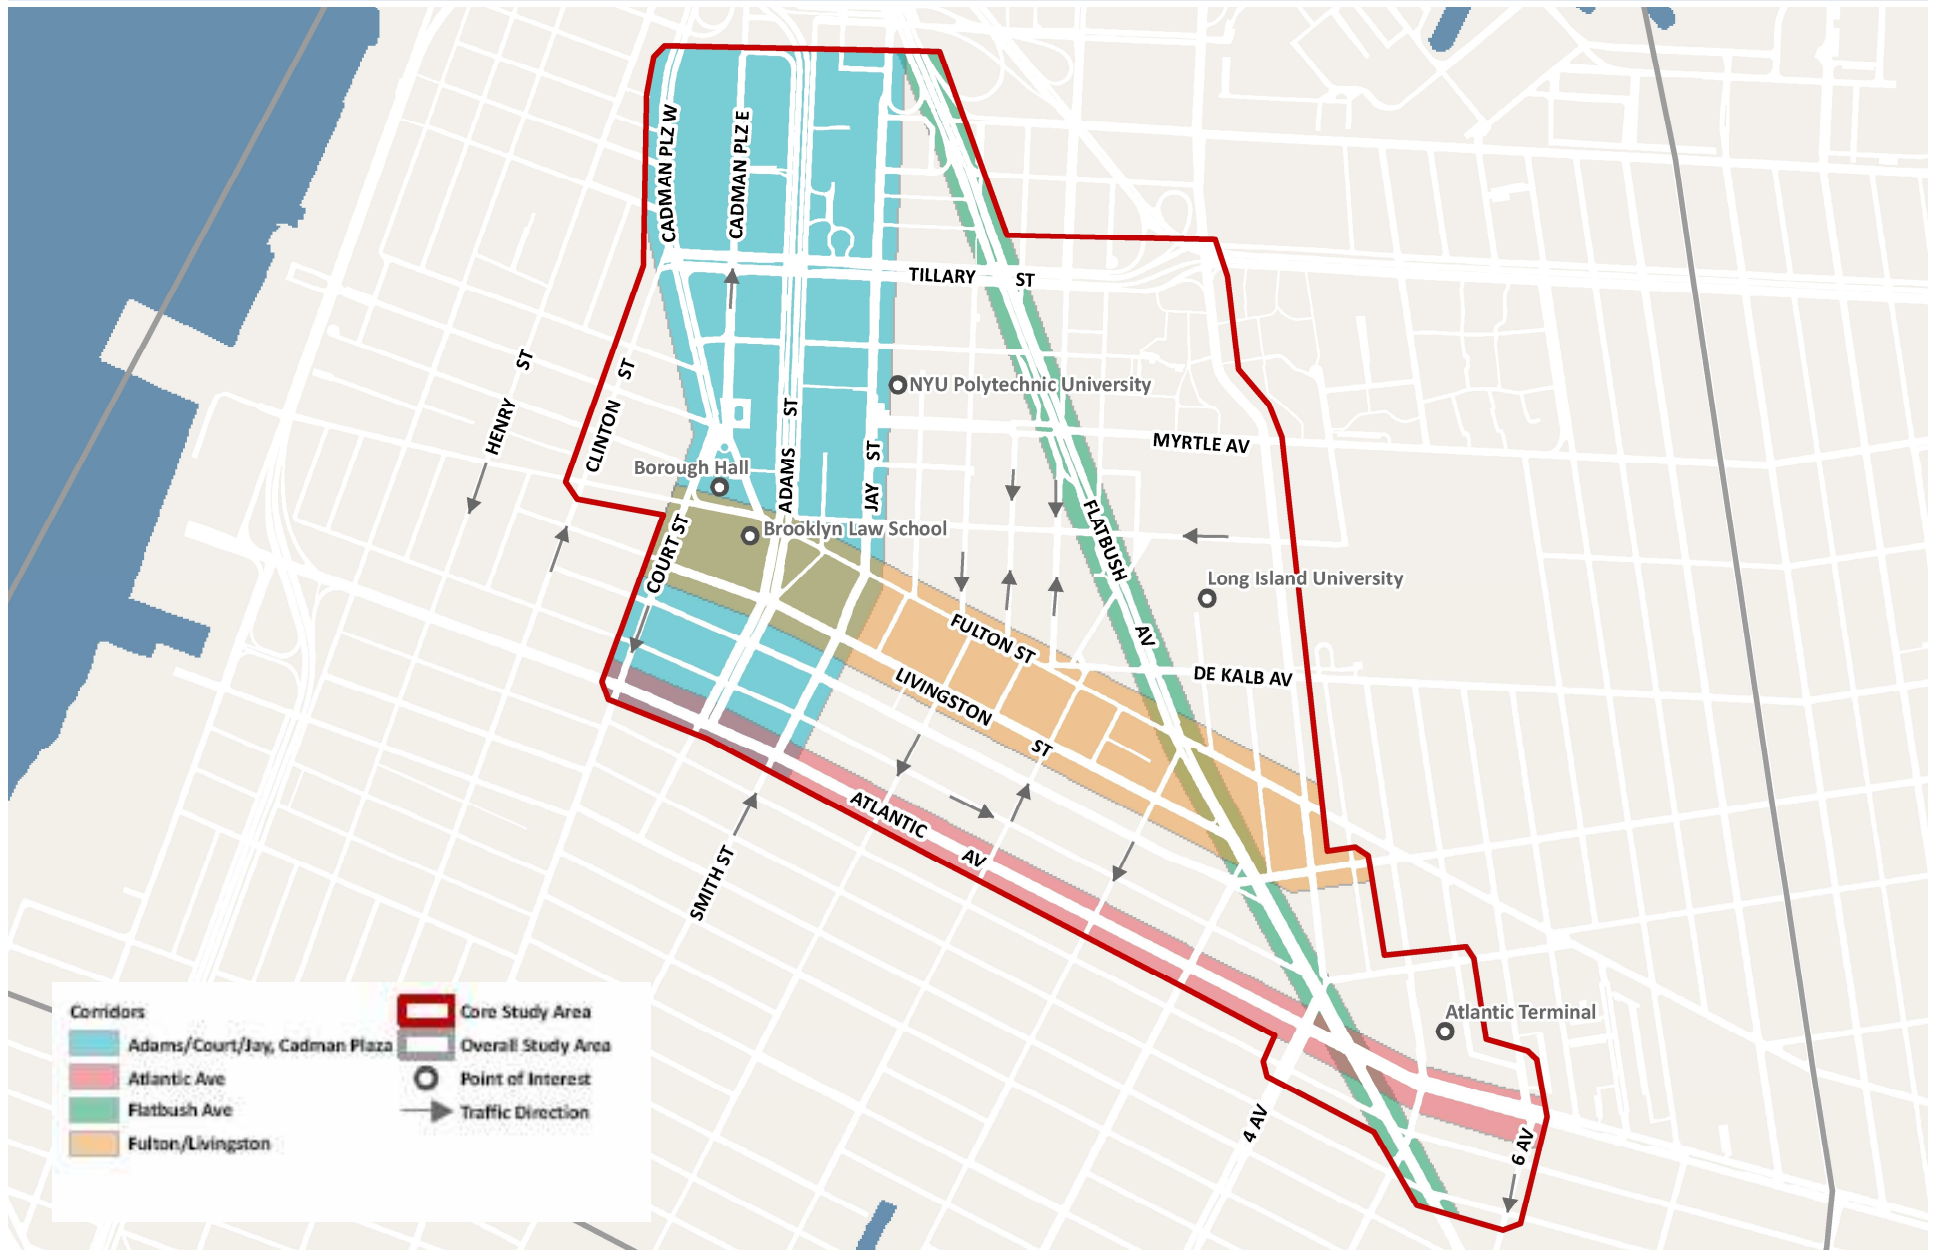 CADMAN PLZ W
CADMAN PLZ E
TILLARY ST
HENRY ST
CLINTON ST
ADAMS ST
JAY ST
NYU Polytechnic University
MYRTLE AV
Borough Hall
Brooklyn Law School
COURT ST
FLATBUSH AV
Long Island University
FULTON ST
DE KALB AV
LIVINGSTON ST
ATLANTIC AV
SMITH ST
Atlantic Terminal
4 AV
6 AV
Corridors
Adams/Court/Jay, Cadman Plaza
Atlantic Ave
Flatbush Ave
Fulton/Livingston
Core Study Area
Overall Study Area
Point of Interest
Traffic Direction